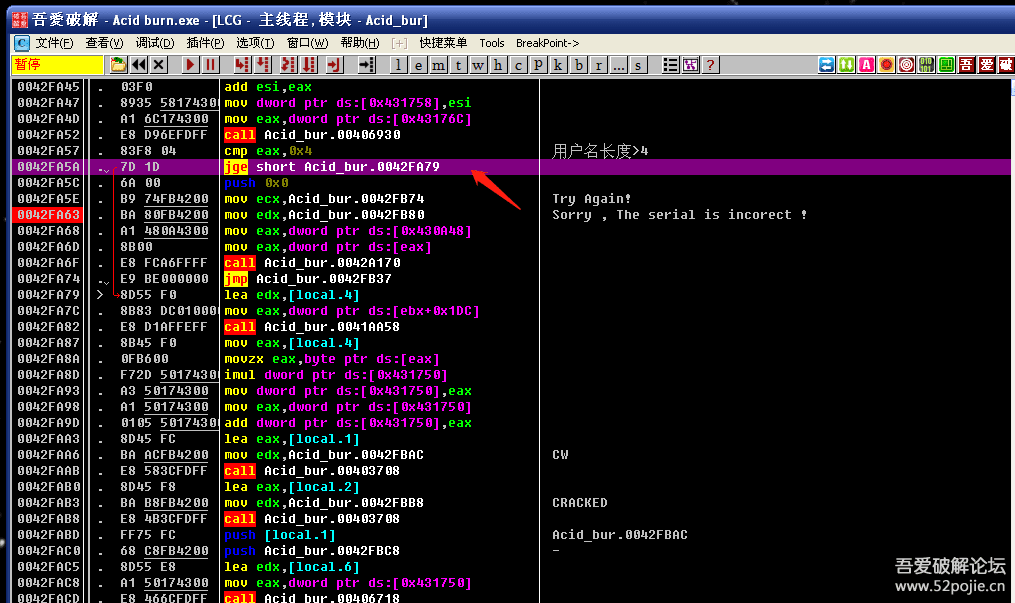 吾爱破解 - Acid burn.exe - [LCG - 主线程, 模块 - Acid_bur]
C 文件(F) 查看(V) 调试(D) 插件(P) 选项(T) 窗口(W) 帮助(H) [+] 快捷菜单 Tools BreakPoint->
暂停 l e m t w h c p k b r ... s ? A 吾 爱 破
0042FA45 . 03F0 add esi,eax
0042FA47 . 8935 58174300 mov dword ptr ds:[0x431758],esi
0042FA4D . A1 6C174300 mov eax,dword ptr ds:[0x43176C]
0042FA52 . E8 D96EFDFF call Acid_bur.00406930
0042FA57 . 83F8 04 cmp eax,0x4 用户名长度>4
0042FA5A . 7D 1D jge short Acid_bur.0042FA79
0042FA5C . 6A 00 push 0x0
0042FA5E . B9 74FB4200 mov ecx,Acid_bur.0042FB74 Try Again!
0042FA63 . BA 80FB4200 mov edx,Acid_bur.0042FB80 Sorry , The serial is incorect !
0042FA68 . A1 480A4300 mov eax,dword ptr ds:[0x430A48]
0042FA6D . 8B00 mov eax,dword ptr ds:[eax]
0042FA6F . E8 FCA6FFFF call Acid_bur.0042A170
0042FA74 . E9 BE000000 jmp Acid_bur.0042FB37
0042FA79 > 8D55 F0 lea edx,[local.4]
0042FA7C . 8B83 DC010000 mov eax,dword ptr ds:[ebx+0x1DC]
0042FA82 . E8 D1AFFEFF call Acid_bur.0041AA58
0042FA87 . 8B45 F0 mov eax,[local.4]
0042FA8A . 0FB600 movzx eax,byte ptr ds:[eax]
0042FA8D . F72D 50174300 imul dword ptr ds:[0x431750]
0042FA93 . A3 50174300 mov dword ptr ds:[0x431750],eax
0042FA98 . A1 50174300 mov eax,dword ptr ds:[0x431750]
0042FA9D . 0105 50174300 add dword ptr ds:[0x431750],eax
0042FAA3 . 8D45 FC lea eax,[local.1]
0042FAA6 . BA ACFB4200 mov edx,Acid_bur.0042FBAC CW
0042FAAB . E8 583CFDFF call Acid_bur.00403708
0042FAB0 . 8D45 F8 lea eax,[local.2]
0042FAB3 . BA B8FB4200 mov edx,Acid_bur.0042FBB8 CRACKED
0042FAB8 . E8 4B3CFDFF call Acid_bur.00403708
0042FABD . FF75 FC push [local.1] Acid_bur.0042FBAC
0042FAC0 . 68 C8FB4200 push Acid_bur.0042FBC8 -
0042FAC5 . 8D55 E8 lea edx,[local.6]
0042FAC8 . A1 50174300 mov eax,dword ptr ds:[0x431750]
0042FACD . E8 466CFDFF call Acid_bur.00406718
吾爱破解论坛
www.52pojie.cn